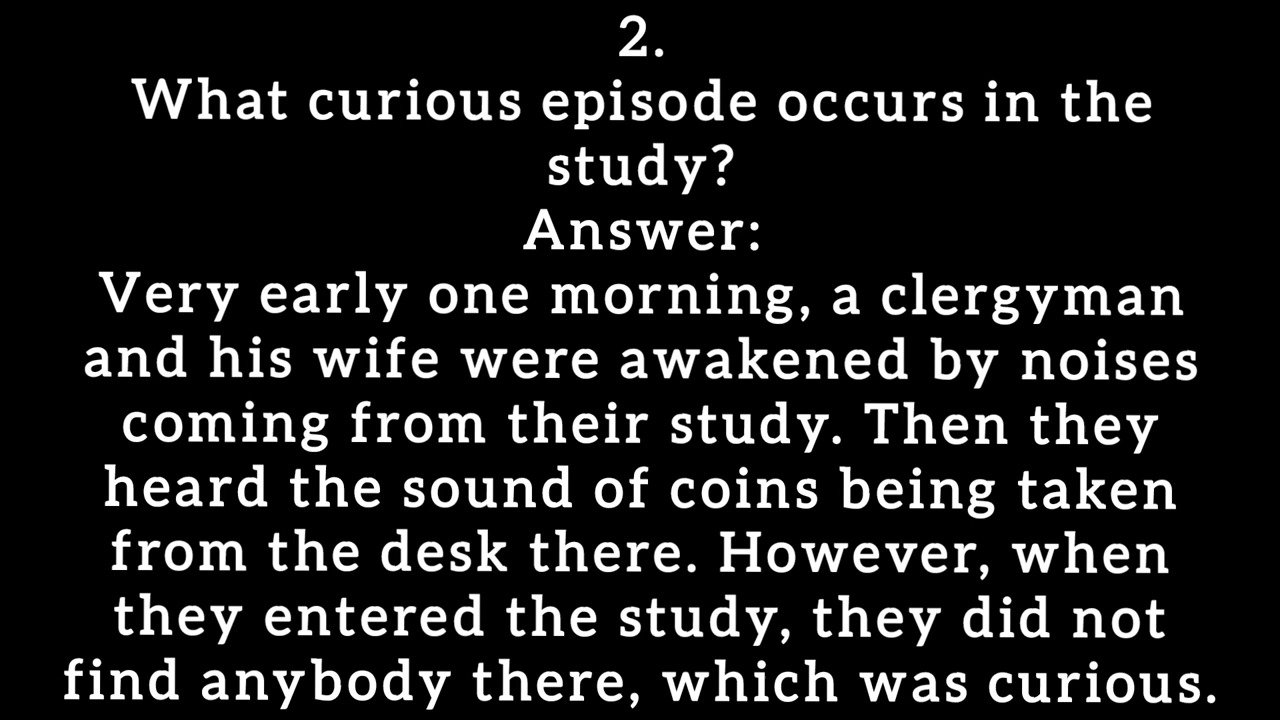 2.
What curious episode occurs in the
study?
Answer:
Very early one morning, a clergyman
and his wife were awakened by noises
coming from their study. Then they
heard the sound of coins being taken
from the desk there. However, when
they entered the study, they did not
find anybody there, which was curious.